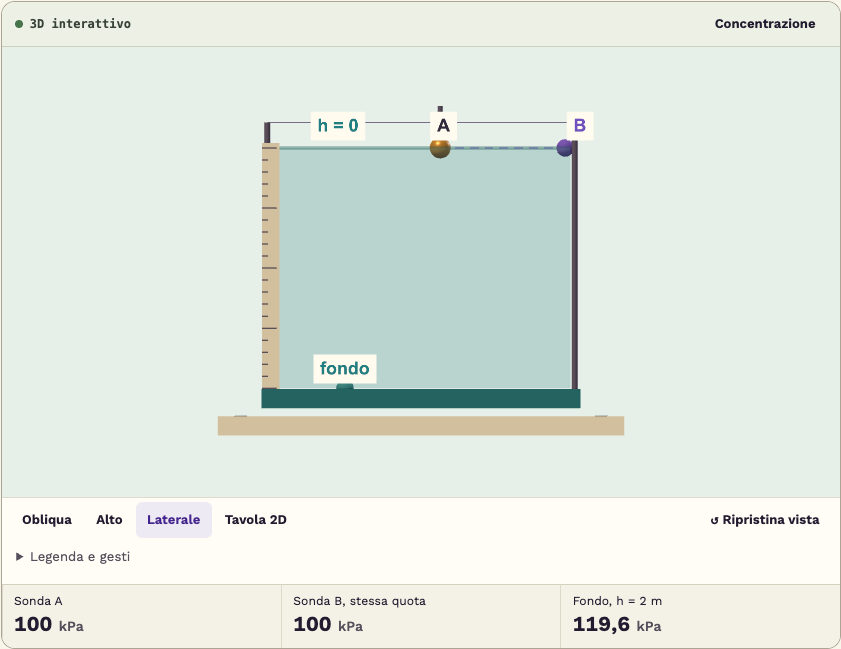 3D interattivo
Concentrazione
h = 0
A
B
fondo
Obliqua
Alto
Laterale
Tavola 2D
↺ Ripristina vista
▶ Legenda e gesti
Sonda A
100 kPa
Sonda B, stessa quota
100 kPa
Fondo, h = 2 m
119,6 kPa